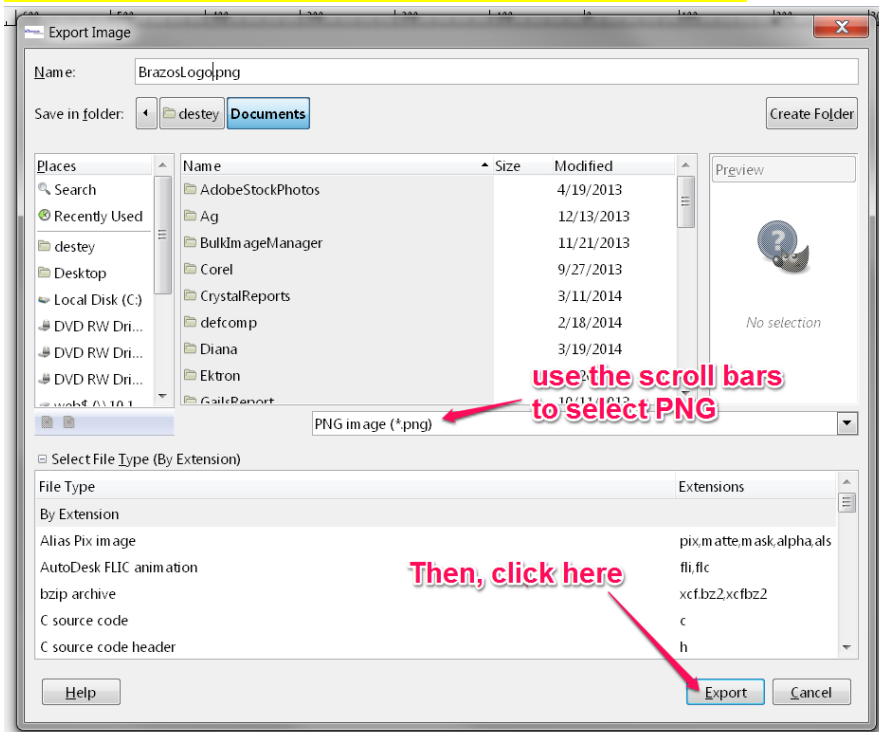 Export Image
Name: BrazosLogo.png
Save in folder: destey Documents Create Folder
Places Name Size Modified Preview
Search AdobeStockPhotos 4/19/2013
Recently Used Ag 12/13/2013
destey BulkImageManager 11/21/2013
Desktop Corel 9/27/2013
Local Disk (C:) CrystalReports 3/11/2014
DVD RW Dri... defcomp 2/18/2014 No selection
DVD RW Dri... Diana 3/19/2014
DVD RW Dri... Ektron
use the scroll bars
GailsReport
to select PNG
PNG image (*.png)
Select File Type (By Extension)
File Type Extensions
By Extension
Alias Pix image pix,matte,mask,alpha,als
AutoDesk FLIC animation fli,flc
Then, click here
bzip archive xcf.bz2,xcfbz2
C source code c
C source code header h
Help Export Cancel